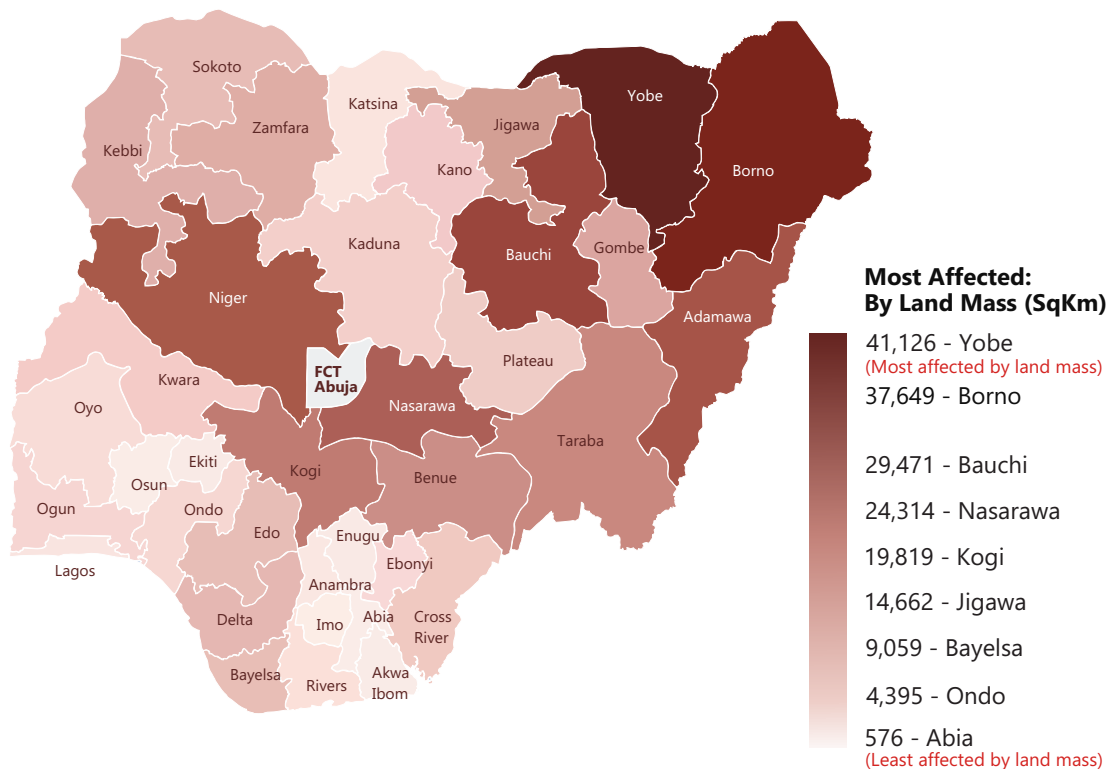 Sokoto
Katsina
Yobe
Zamfara
Jigawa
Kebbi
Kano
Borno
Kaduna
Gombe
Bauchi
Niger
Adamawa
Plateau
FCT
Abuja
Kwara
Nasarawa
Oyo
Taraba
Ekiti
Kogi
Benue
Osun
Ogun
Ondo
Edo
Enugu
Ebonyi
Lagos
Anambra
Delta
Imo
Abia
Cross
River
Bayelsa
Rivers
Akwa
Ibom
Most Affected:
By Land Mass (SqKm)
41,126 - Yobe
(Most affected by land mass)
37,649 - Borno
29,471 - Bauchi
24,314 - Nasarawa
19,819 - Kogi
14,662 - Jigawa
9,059 - Bayelsa
4,395 - Ondo
576 - Abia
(Least affected by land mass)